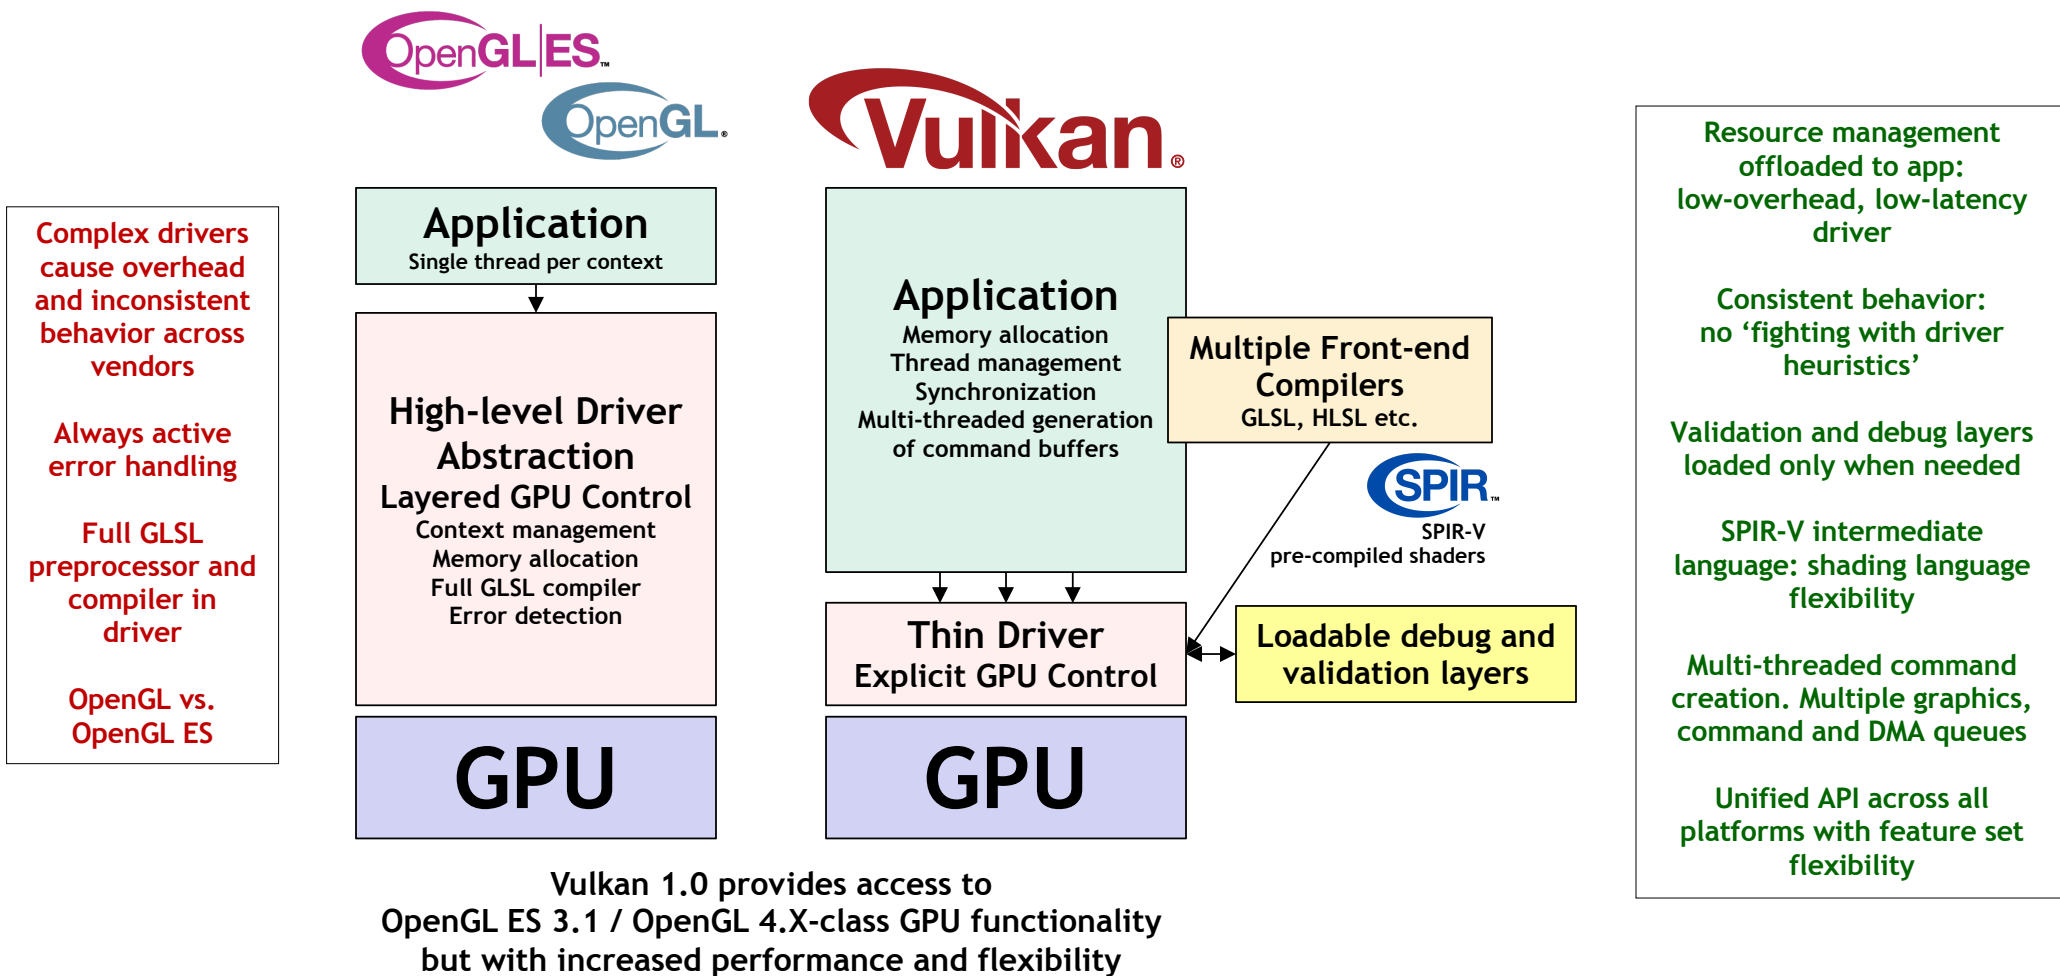 OpenGL|ES™
OpenGL®
Vulkan®
Complex drivers
cause overhead
and inconsistent
behavior across
vendors
Always active
error handling
Full GLSL
preprocessor and
compiler in
driver
OpenGL vs.
OpenGL ES
Application
Single thread per context
High-level Driver
Abstraction
Layered GPU Control
Context management
Memory allocation
Full GLSL compiler
Error detection
GPU
Application
Memory allocation
Thread management
Synchronization
Multi-threaded generation
of command buffers
Multiple Front-end
Compilers
GLSL, HLSL etc.
SPIR™
SPIR-V
pre-compiled shaders
Thin Driver
Explicit GPU Control
Loadable debug and
validation layers
GPU
Resource management
offloaded to app:
low-overhead, low-latency
driver
Consistent behavior:
no ‘fighting with driver
heuristics’
Validation and debug layers
loaded only when needed
SPIR-V intermediate
language: shading language
flexibility
Multi-threaded command
creation. Multiple graphics,
command and DMA queues
Unified API across all
platforms with feature set
flexibility
Vulkan 1.0 provides access to
OpenGL ES 3.1 / OpenGL 4.X-class GPU functionality
but with increased performance and flexibility